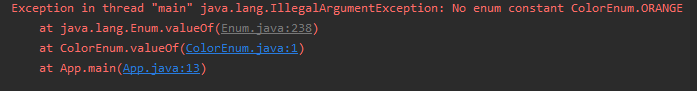 Exception in thread "main" java.lang.IllegalArgumentException: No enum constant ColorEnum.ORANGE
at java.lang.Enum.valueOf(Enum.java:238)
at ColorEnum.valueOf(ColorEnum.java:1)
at App.main(App.java:13)